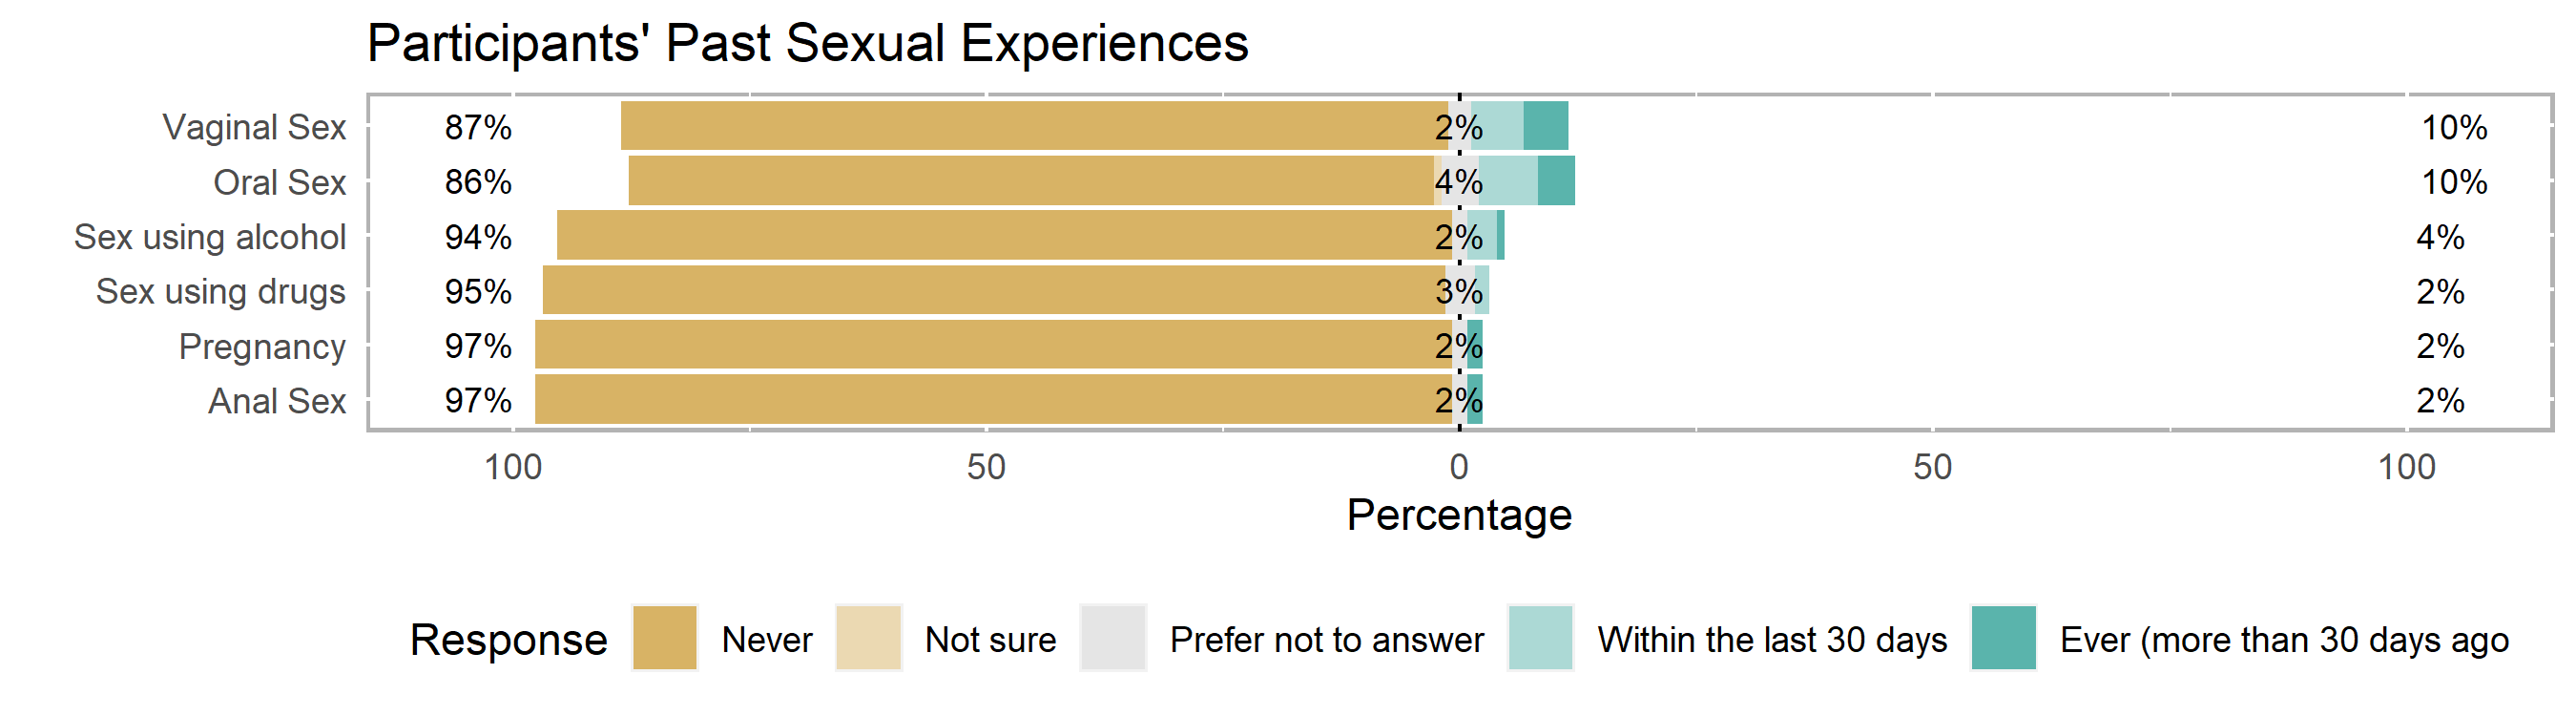 Participants' Past Sexual Experiences
Vaginal Sex 87% 2% 10%
Oral Sex 86% 4% 10%
Sex using alcohol 94% 2% 4%
Sex using drugs 95% 3% 2%
Pregnancy 97% 2% 2%
Anal Sex 97% 2% 2%
100 50 0 50 100
Percentage
Response Never Not sure Prefer not to answer Within the last 30 days Ever (more than 30 days ago